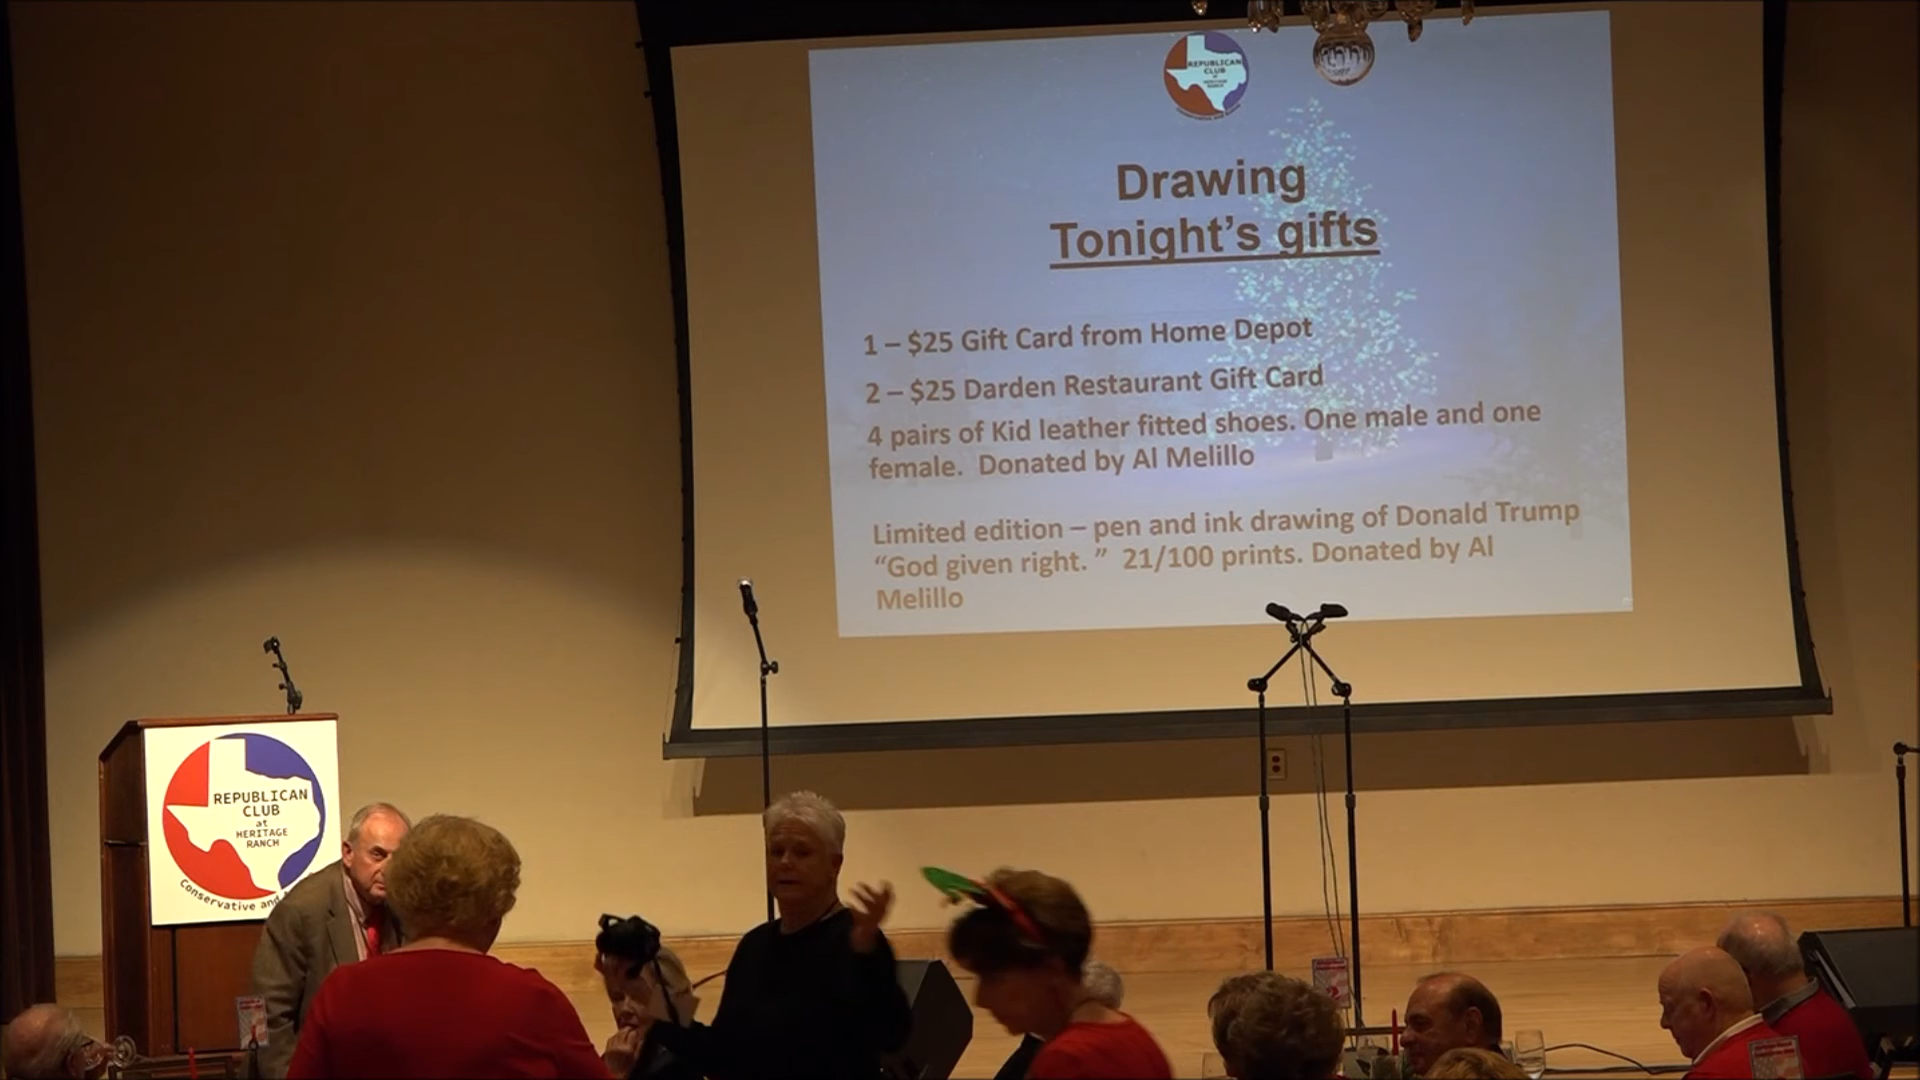 REPUBLICAN
CLUB
at
HERITAGE
RANCH
Drawing
Tonight's gifts
1 – $25 Gift Card from Home Depot
2 – $25 Darden Restaurant Gift Card
4 pairs of Kid leather fitted shoes. One male and one
female. Donated by Al Melillo
Limited edition – pen and ink drawing of Donald Trump
“God given right. ” 21/100 prints. Donated by Al
Melillo
REPUBLICAN
CLUB
at
HERITAGE
RANCH
Conservative and